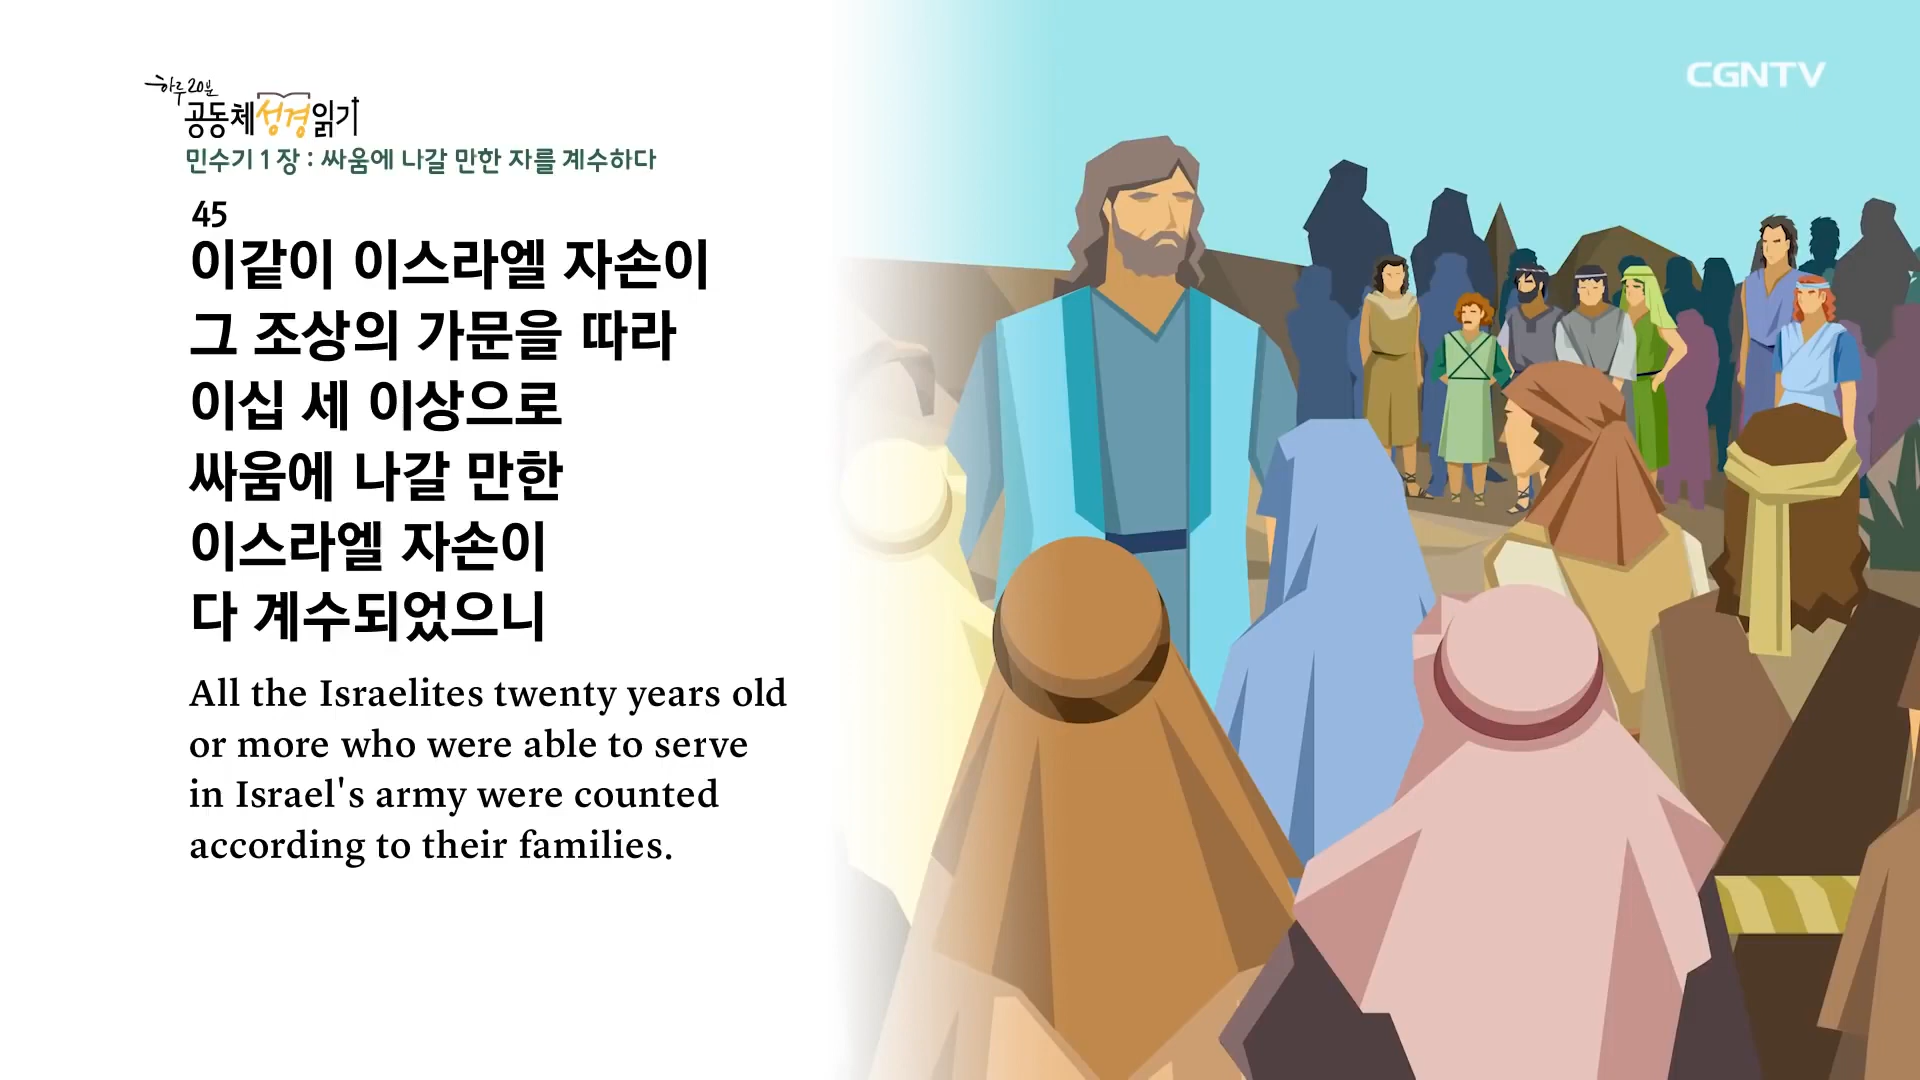 하루 20분
공동체성경읽기
민수기 1장 : 싸움에 나갈 만한 자를 계수하다
45
이같이 이스라엘 자손이
그 조상의 가문을 따라
이십 세 이상으로
싸움에 나갈 만한
이스라엘 자손이
다 계수되었으니
All the Israelites twenty years old
or more who were able to serve
in Israel's army were counted
according to their families.
CGNTV